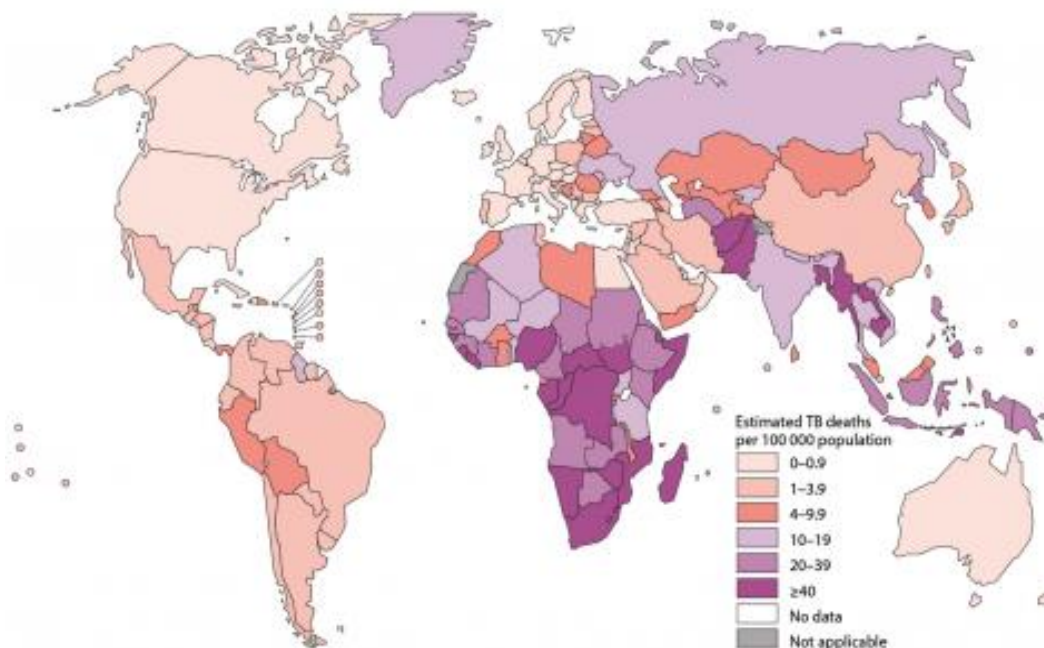 Estimated TB deaths
per 100 000 population
0–0.9
1–3.9
4–9.9
10–19
20–39
≥40
No data
Not applicable